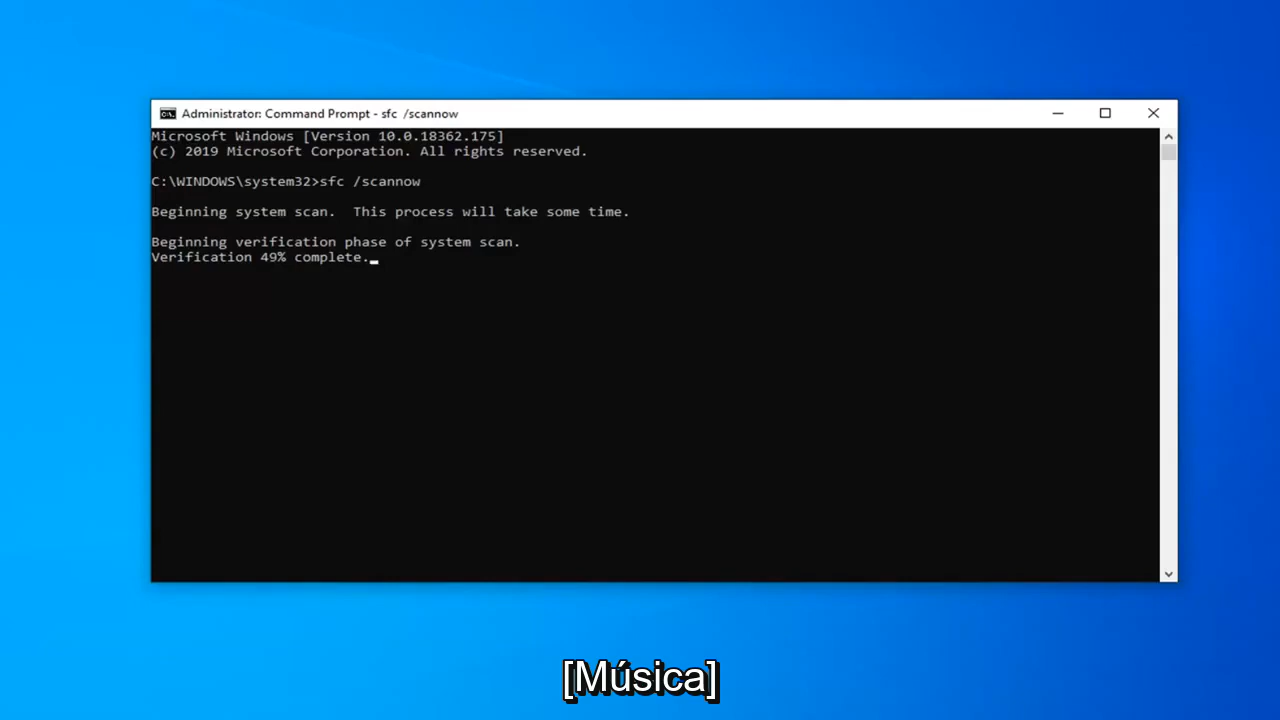 Administrator: Command Prompt - sfc  /scannow
Microsoft Windows [Version 10.0.18362.175]
(c) 2019 Microsoft Corporation. All rights reserved.
C:\WINDOWS\system32>sfc /scannow
Beginning system scan.  This process will take some time.
Beginning verification phase of system scan.
Verification 49% complete.
[Música]